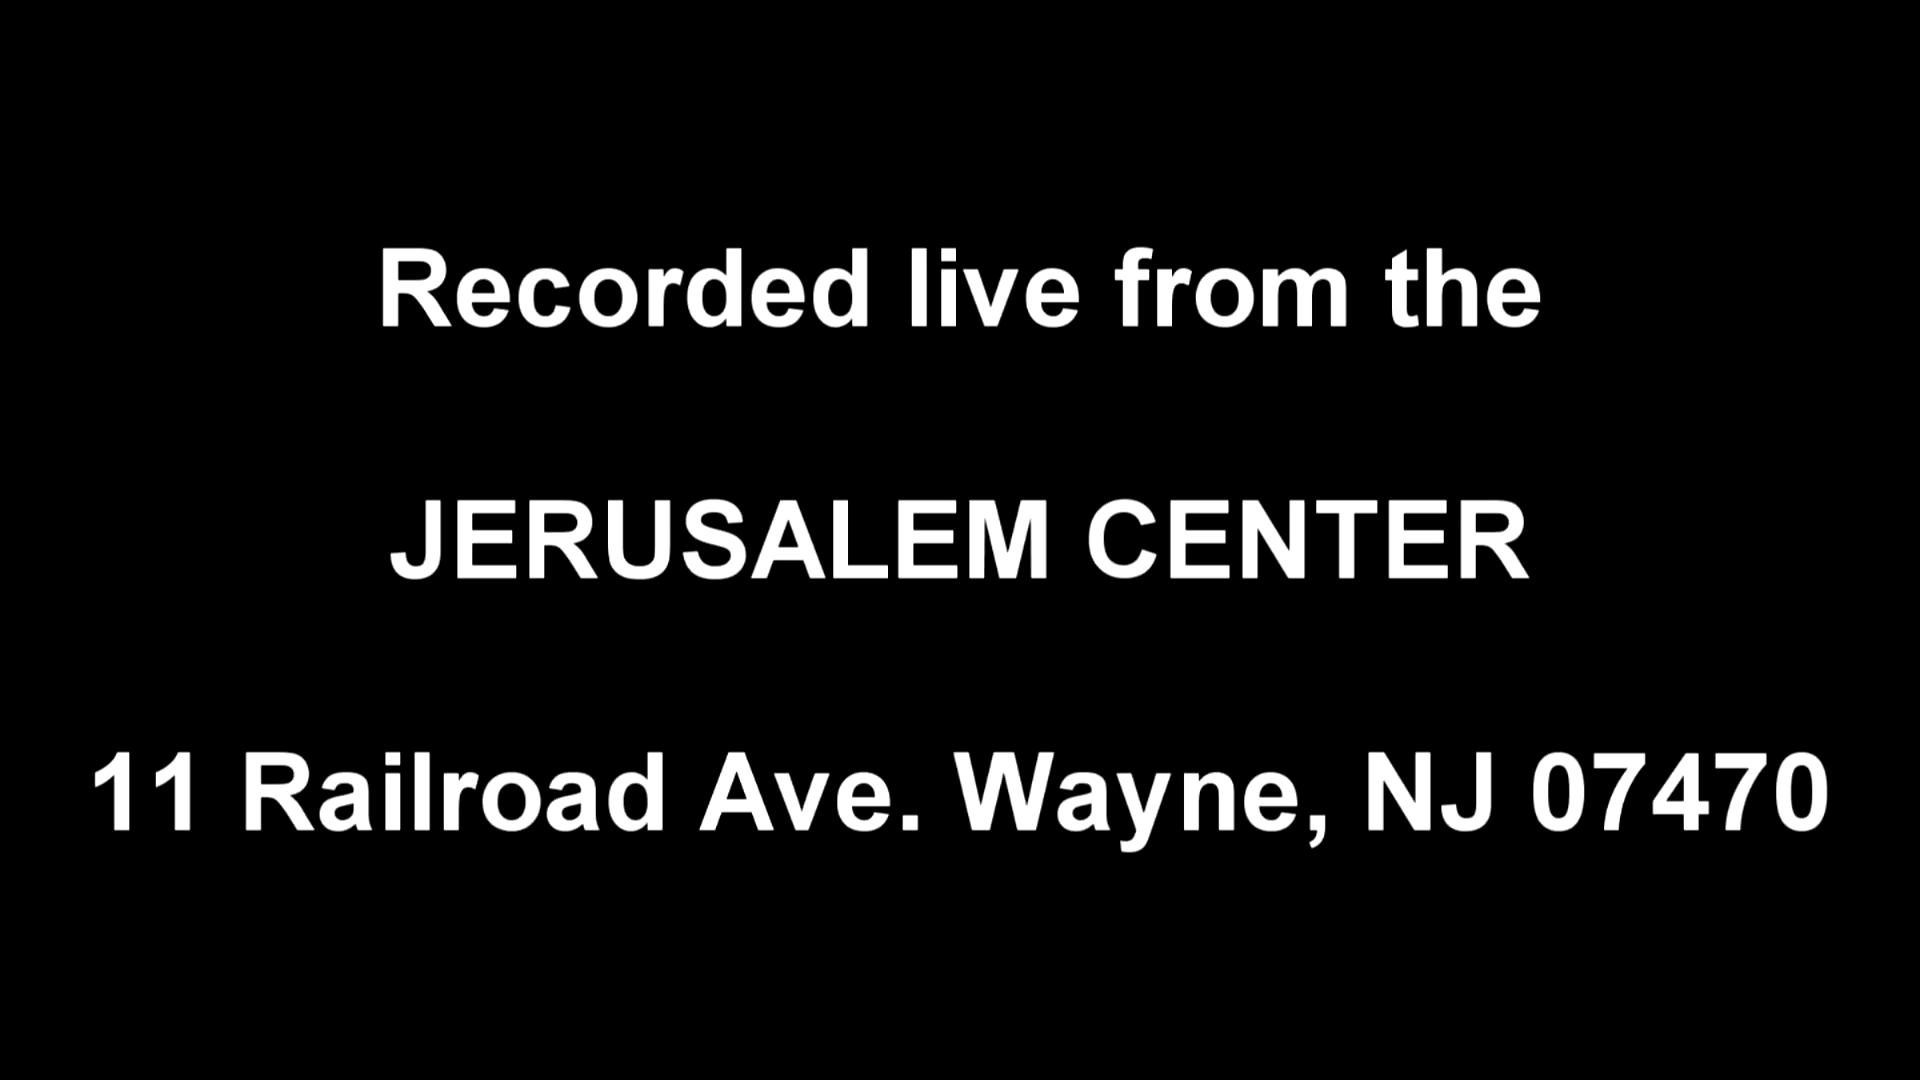 Recorded live from the
JERUSALEM CENTER
11 Railroad Ave. Wayne, NJ 07470